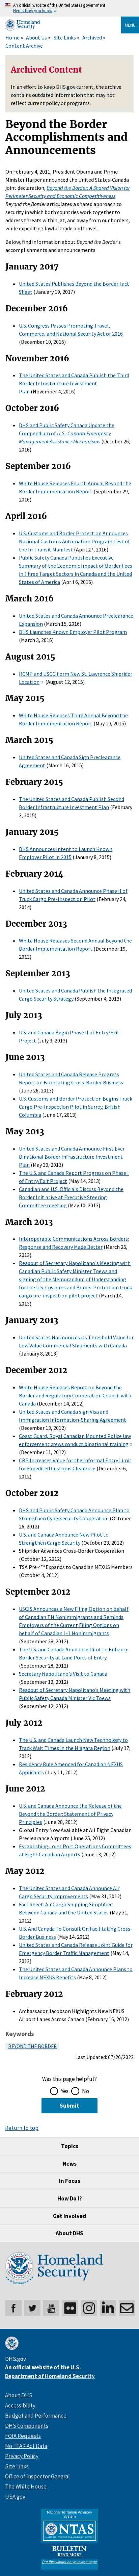 An official website of the United States government
Here's how you know
Homeland Security
MENU
Home
About Us
Site Links
Archived
Content Archive
Archived Content
In an effort to keep DHS.gov current, the archive contains outdated information that may not reflect current policy or programs.
Beyond the Border Accomplishments and Announcements
On February 4, 2011, President Obama and Prime Minister Harper announced the United States-Canada joint declaration, Beyond the Border: A Shared Vision for Perimeter Security and Economic Competitiveness.
Below is a list of accomplishments and announcements since the start of this historic initiative.
Beyond, find more information about Beyond the Border's
January 2017
United States Publishes Beyond the Border Fact Sheet (January 19, 2017)
December 2016
U.S. Congress Passes Promoting Travel, Commerce, and National Security Act of 2016 (December 10, 2016)
November 2016
The United States and Canada Publish the Third Border Infrastructure Investment Plan (November 4, 2016)
October 2016
DHS and Public Safety Canada Update the Compendium of U.S.-Canada Emergency Management Assistance Mechanisms (October 26, 2016)
September 2016
White House Releases Fourth Annual Beyond the Border Implementation Report (September 29, 2016)
April 2016
U.S. Customs and Border Protection Announces National Customs Automation Program Test of the In-Transit Manifest (April 22, 2016)
Public Safety Canada Publishes Executive Summary of the Economic Impact of Border Fees in Three Target Sectors in Canada and the United States of America (April 6, 2016)
March 2016
United States and Canada Announce Preclearance Expansion (March 15, 2016)
DHS Launches Known Employer Pilot Program (March 3, 2016)
August 2015
RCMP and USCG Form New St. Lawrence Shiprider Location (August 12, 2015)
May 2015
White House Releases Third Annual Beyond the Border Implementation Report (May 29, 2015)
March 2015
United States and Canada Sign Preclearance Agreement (March 16, 2015)
February 2015
The United States and Canada Publish Second Border Infrastructure Investment Plan (February 3, 2015)
January 2015
DHS Announces Intent to Launch Known Employer Pilot in 2015 (January 8, 2015)
February 2014
United States and Canada Announce Phase II of Truck Cargo Pre-Inspection Pilot (February 24, 2014)
December 2013
White House Releases Second Annual Beyond the Border Implementation Report (December 19, 2013)
September 2013
United States and Canada Publish the Integrated Cargo Security Strategy (September 4, 2013)
July 2013
U.S. and Canada Begin Phase II of Entry/Exit Project (July 3, 2013)
June 2013
United States and Canada Release Progress Report on Facilitating Cross-Border Business (June 26, 2013)
U.S. Customs and Border Protection Begins Truck Cargo Pre-Inspection Pilot in Surrey, British Columbia (June 17, 2013)
May 2013
United States and Canada Announce First Ever Binational Border Infrastructure Investment Plan (May 30, 2013)
The U.S. and Canada Report Progress on Phase I of Entry/Exit Project (May 14, 2013)
Canadian and U.S. Officials Discuss Beyond the Border Initiative at Executive Steering Committee meeting (May 14, 2013)
March 2013
Interoperable Communications Across Borders: Response and Recovery Made Better (March 26, 2013)
Readout of Secretary Napolitano's Meeting with Canadian Public Safety Minister Toews and signing of the Memorandum of Understanding for the U.S. Customs and Border Protection truck cargo pre-inspection pilot project (March 14, 2013)
January 2013
United States Harmonizes its Threshold Value for Low Value Commercial Shipments with Canada (January 8, 2013)
December 2012
White House Releases Report on Beyond the Border and Regulatory Cooperation Council with Canada (December 14, 2012)
United States and Canada sign Visa and Immigration Information-Sharing Agreement (December 13, 2012)
Coast Guard, Royal Canadian Mounted Police law enforcement crews conduct binational training (December 11, 2012)
CBP Increases Value for the Informal Entry Limit for Expedited Customs Clearance (December 6, 2012)
October 2012
DHS and Public Safety Canada Announce Plan to Strengthen Cybersecurity Cooperation (October 26, 2012)
U.S. and Canada Announce New Pilot to Strengthen Cargo Security (October 23, 2012)
Shiprider Advances Cross-Border Cooperation (October 12, 2012)
TSA Pre✓™ Expands to Canadian NEXUS Members (October 9, 2012)
September 2012
USCIS Announces a New Filing Option on behalf of Canadian TN Nonimmigrants and Reminds Employers of the Current Filing Options on behalf of Canadian L-1 Nonimmigrants (September 28, 2012)
The U.S. and Canada Announce Pilot to Enhance Border Security at Land Ports of Entry (September 28, 2012)
Secretary Napolitano's Visit to Canada (September 13, 2012)
Readout of Secretary Napolitano's Meeting with Public Safety Canada Minister Vic Toews (September 12, 2012)
July 2012
The U.S. and Canada Launch New Technology to Track Wait Times in the Niagara Region (July 17, 2012)
Residency Rule Amended for Canadian NEXUS Applicants (July 11, 2012)
June 2012
U.S. and Canada Announce the Release of the Beyond the Border Statement of Privacy Principles (June 28, 2012)
Global Entry Now Available at All Eight Canadian Preclearance Airports (June 25, 2012)
Establishing Joint Port Operations Committees at Eight Canadian Airports (June 12, 2012)
May 2012
The United States and Canada Announce Air Cargo Security Improvements (May 31, 2012)
Fact Sheet: Air Cargo Shipping Simplified Between Canada and the United States (May 31, 2012)
U.S. And Canada To Consult On Facilitating Cross-Border Business (May 14, 2012)
United States and Canada Release Joint Guide for Emergency Border Traffic Management (May 14, 2012)
The United States and Canada Announce Plans to Increase NEXUS Benefits (May 8, 2012)
February 2012
Ambassador Jacobson Highlights New NEXUS Airport Lanes Across Canada (February 16, 2012)
Keywords
BEYOND THE BORDER
Last Updated: 07/26/2022
Was this page helpful?
Yes
No
Submit
Return to top
Topics
News
In Focus
How Do I?
Get Involved
About DHS
Homeland Security
DHS.gov
An official website of the U.S. Department of Homeland Security
About DHS
Accessibility
Budget and Performance
DHS Components
FOIA Requests
No FEAR Act Data
Privacy Policy
Site Links
Office of Inspector General
The White House
USA.gov
National Terrorism Advisory System
NTAS
BULLETIN
READ MORE
Put this widget on your web page